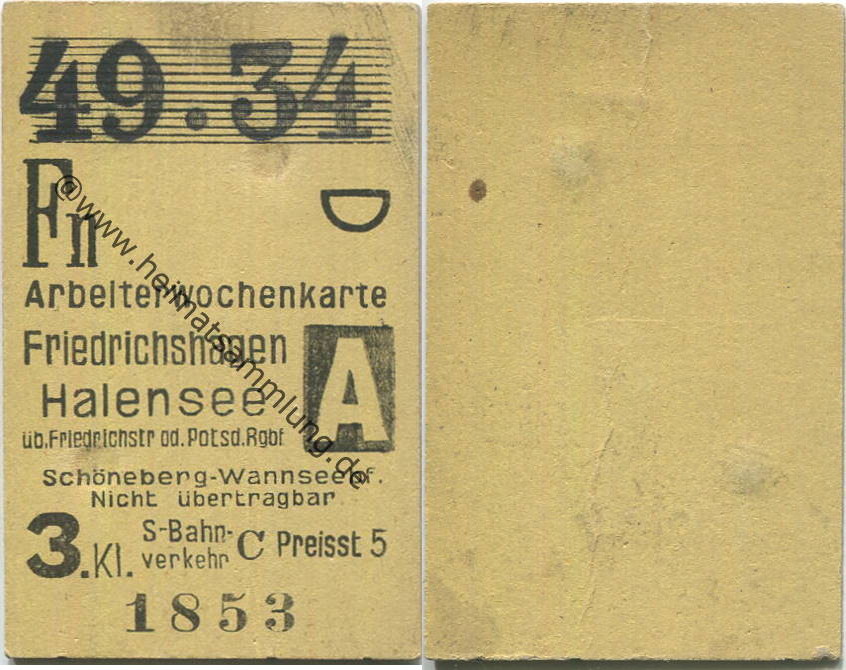 49.34
Fn D
Arbeiterwochenkarte
Friedrichshagen
Halensee A
üb.Friedrichstr od. Potsd. Rgbf
Schöneberg-Wannseebf.
Nicht übertragbar
3.Kl. S-Bahn-verkehr C Preisst 5
1853
@www.heimatsammlung.de